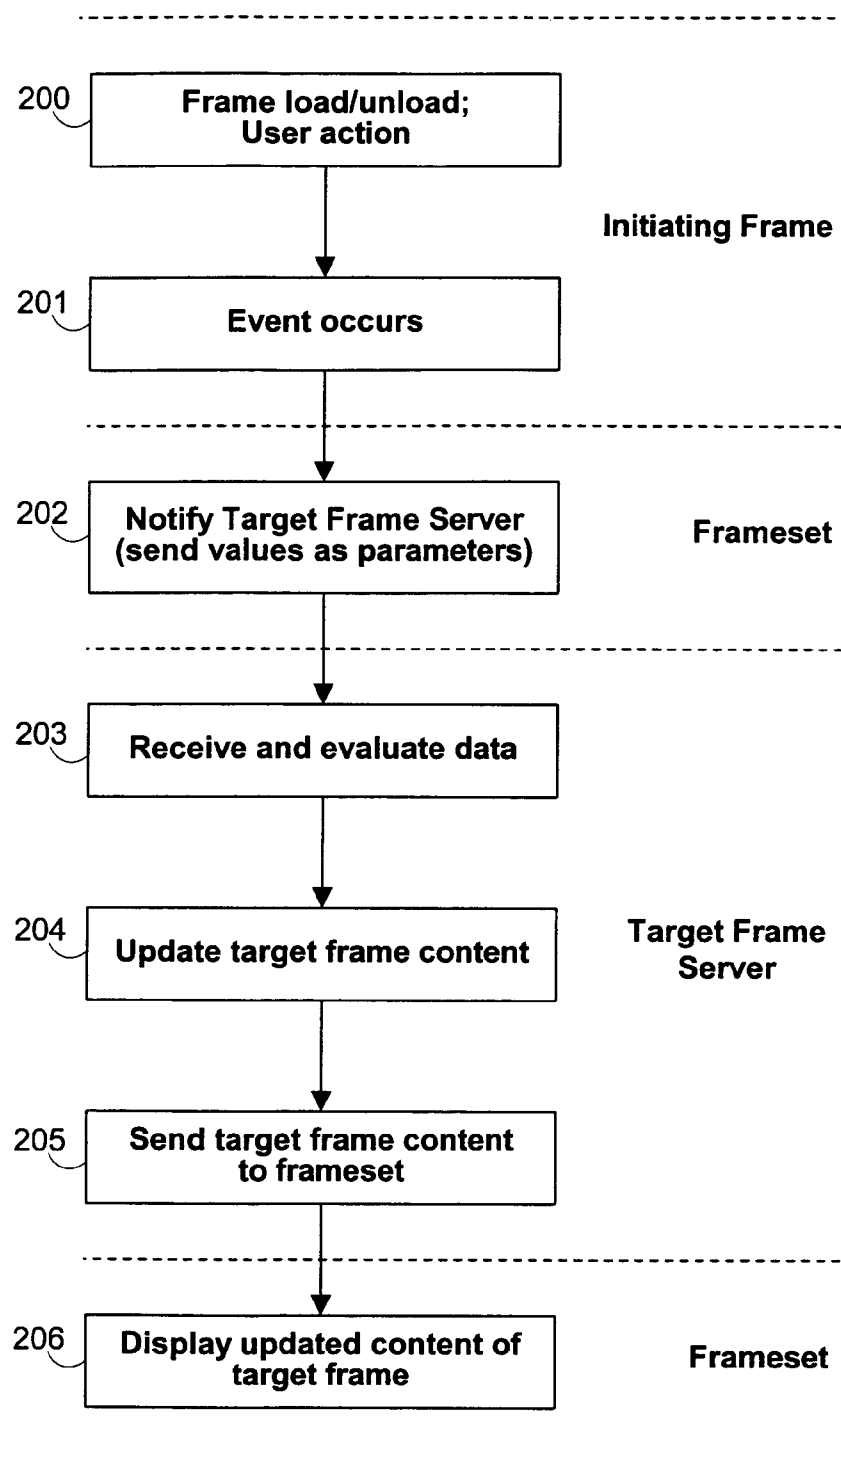 200
Frame load/unload;
User action
Initiating Frame
201
Event occurs
202
Notify Target Frame Server
(send values as parameters)
Frameset
203
Receive and evaluate data
204
Update target frame content
Target Frame
Server
205
Send target frame content
to frameset
206
Display updated content of
target frame
Frameset